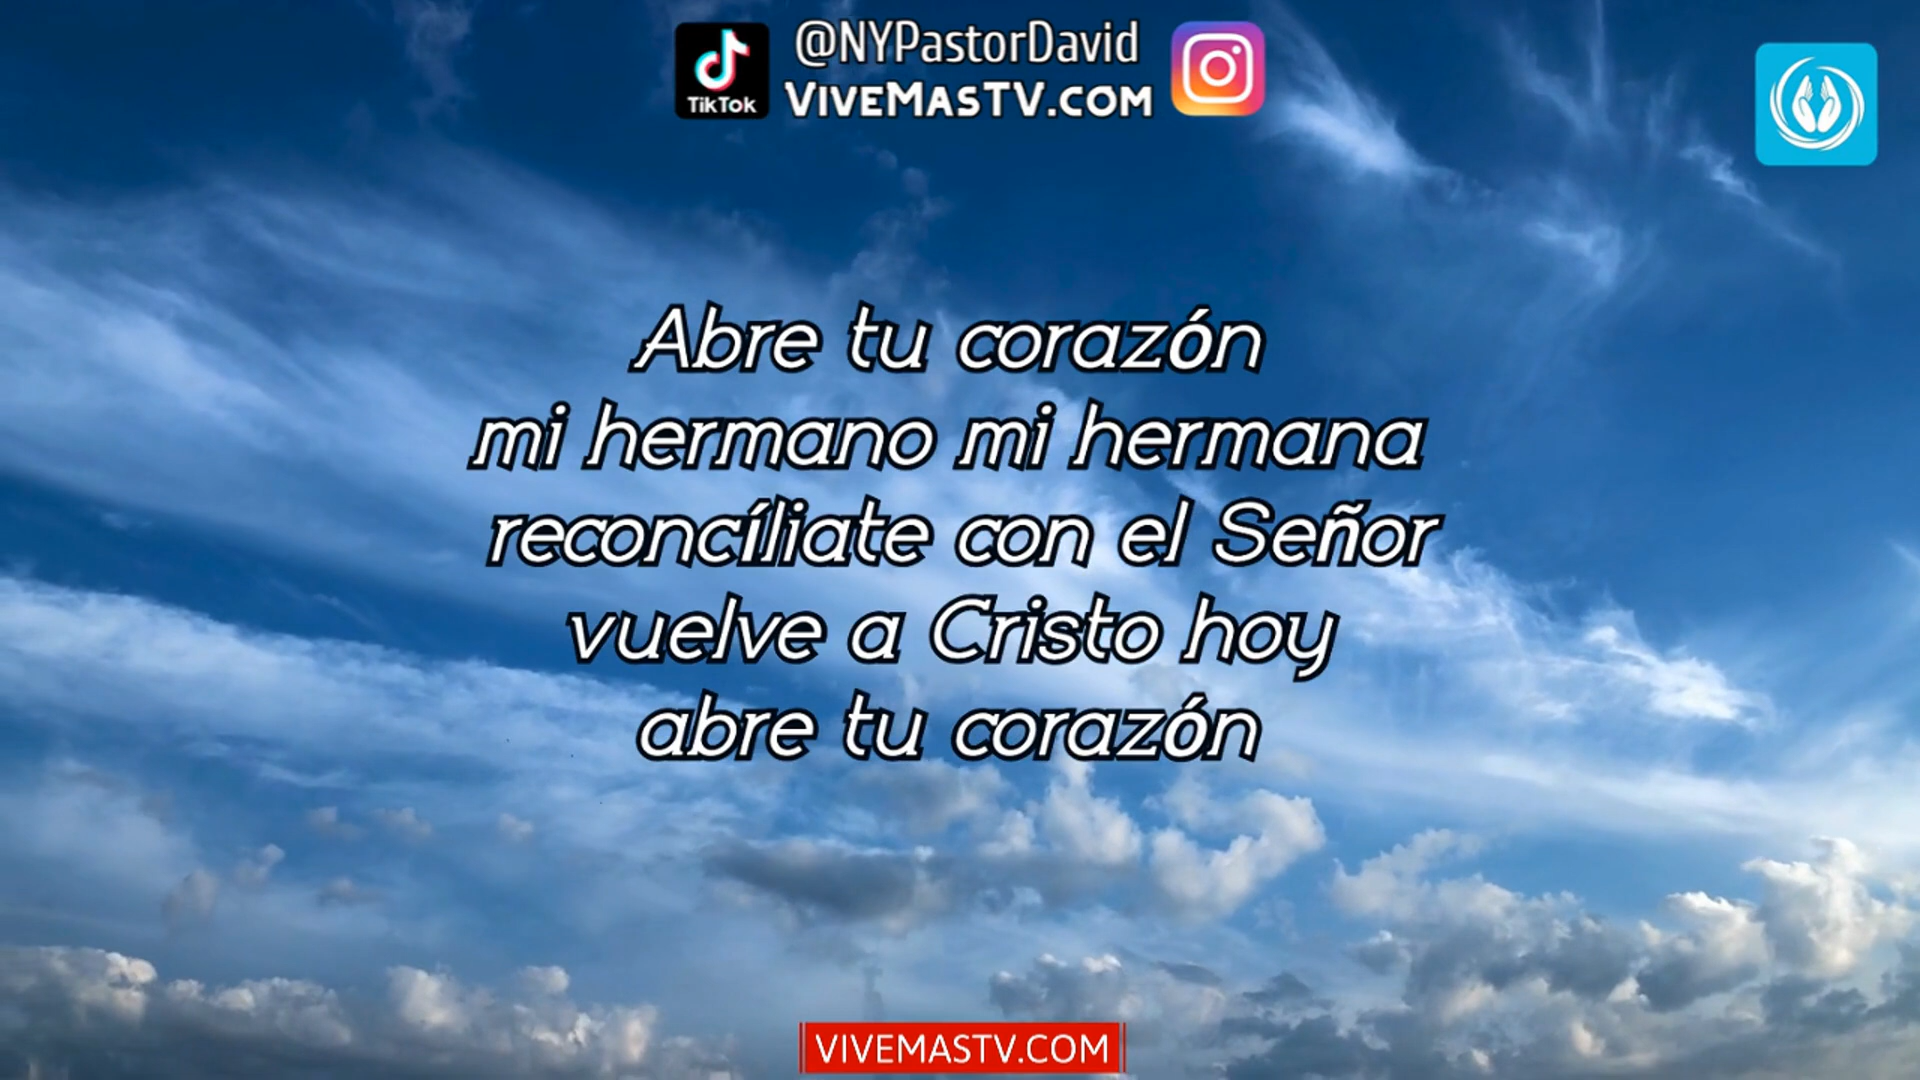 TikTok
@NYPastorDavid
ViveMasTV.com
Abre tu corazón
mi hermano mi hermana
reconcíliate con el Señor
vuelve a Cristo hoy
abre tu corazón
VIVEMASTV.COM